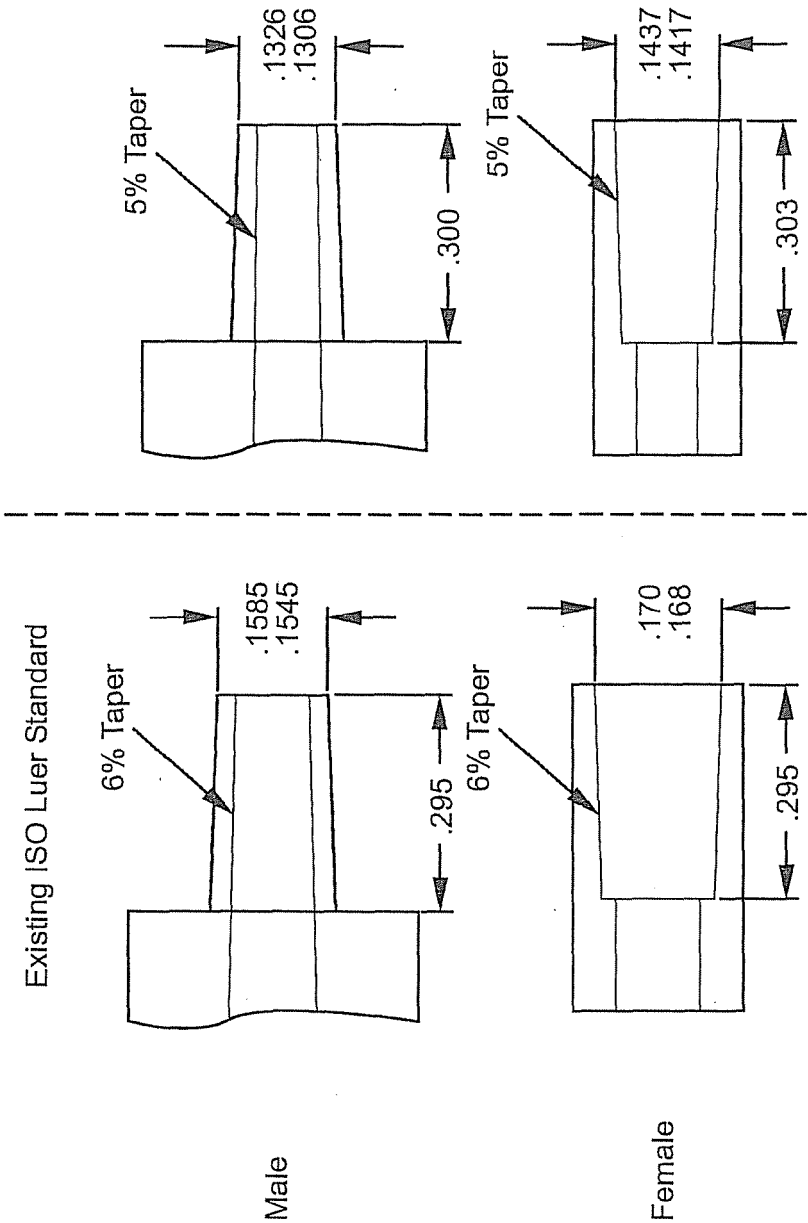 Existing ISO Luer Standard
Male
6% Taper
.1585
.1545
.295
5% Taper
.1326
.1306
.300
Female
6% Taper
.170
.168
.295
5% Taper
.1437
.1417
.303